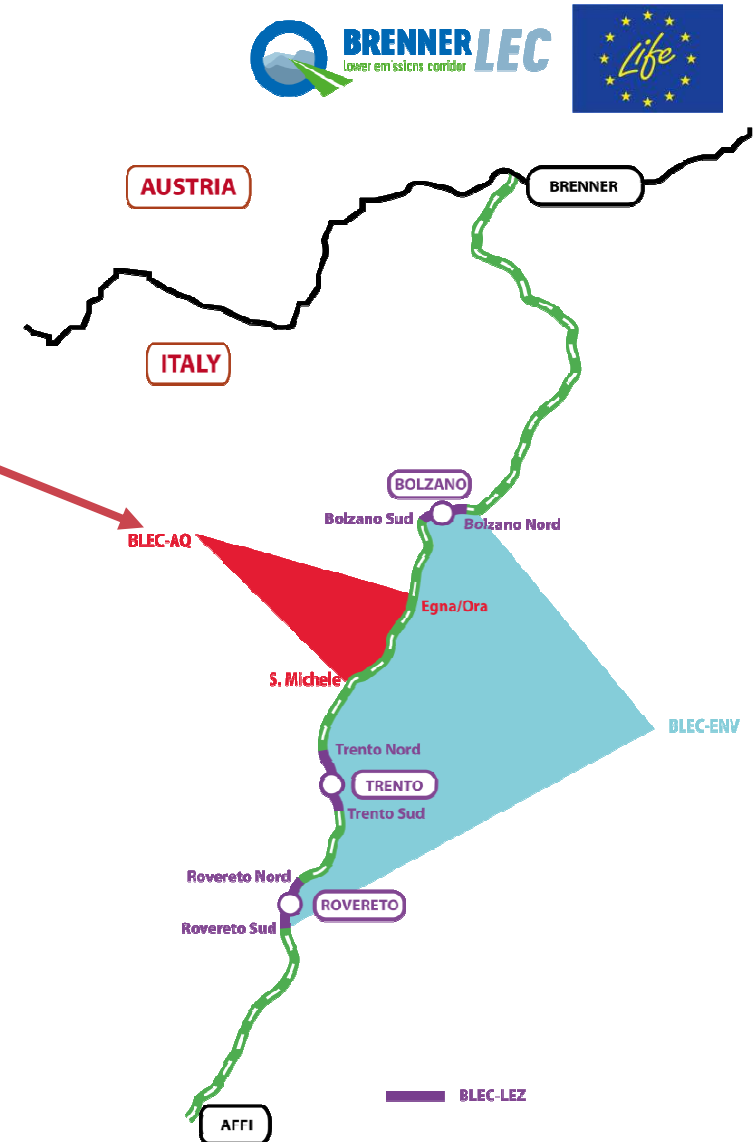 BRENNER LEC
lower emissions corridor
Life
AUSTRIA
BRENNER
ITALY
BOLZANO
Bolzano Sud
Bolzano Nord
BLEC-AQ
Egna/Ora
S. Michele
BLEC-ENV
Trento Nord
TRENTO
Trento Sud
Rovereto Nord
ROVERETO
Rovereto Sud
BLEC-LEZ
AFFI